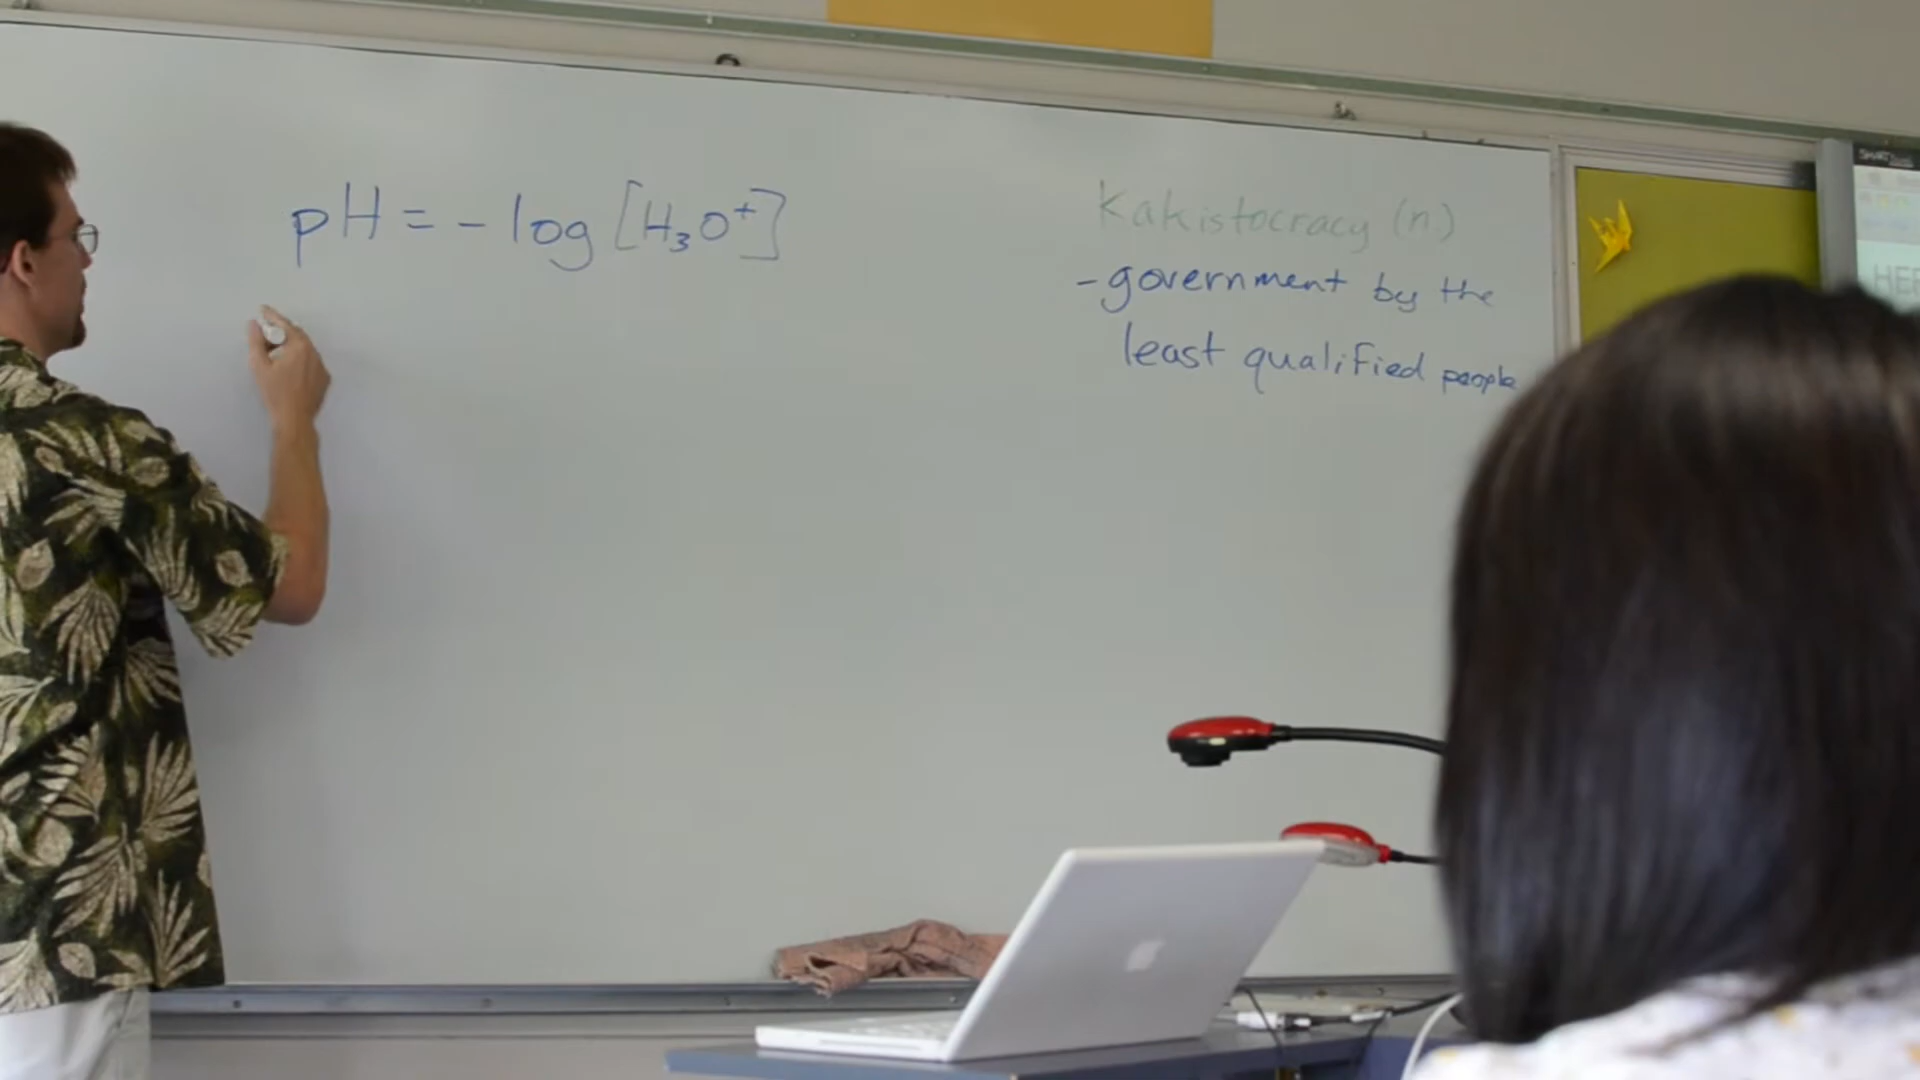 pH = - log [H₃O⁺]
Kakistocracy (n)
- government by the
least qualified people